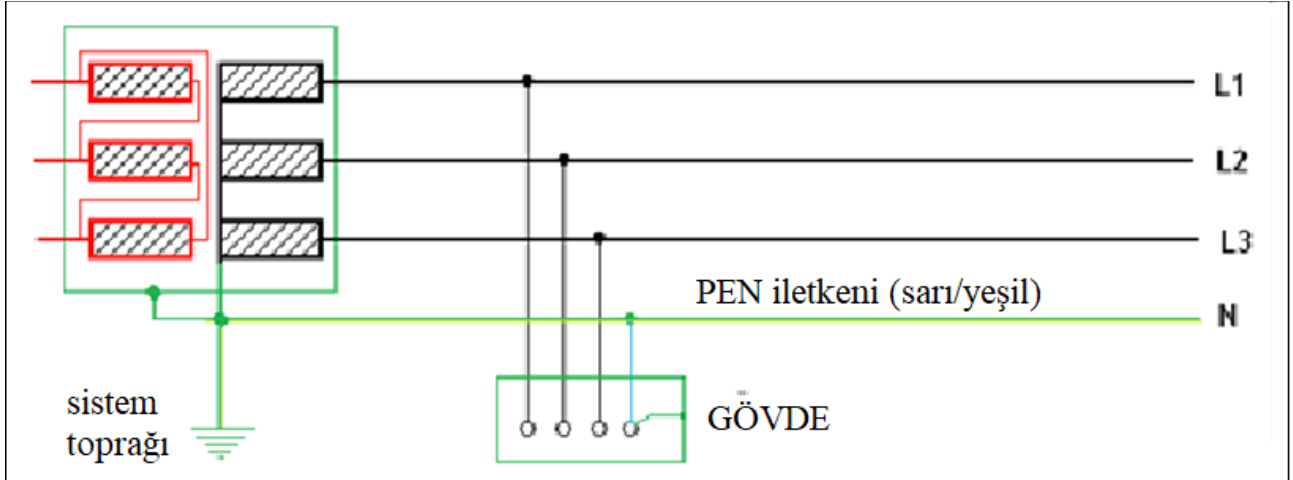 L1
L2
L3
PEN iletkeni (sarı/yeşil)
N
sistem
toprağı
GÖVDE